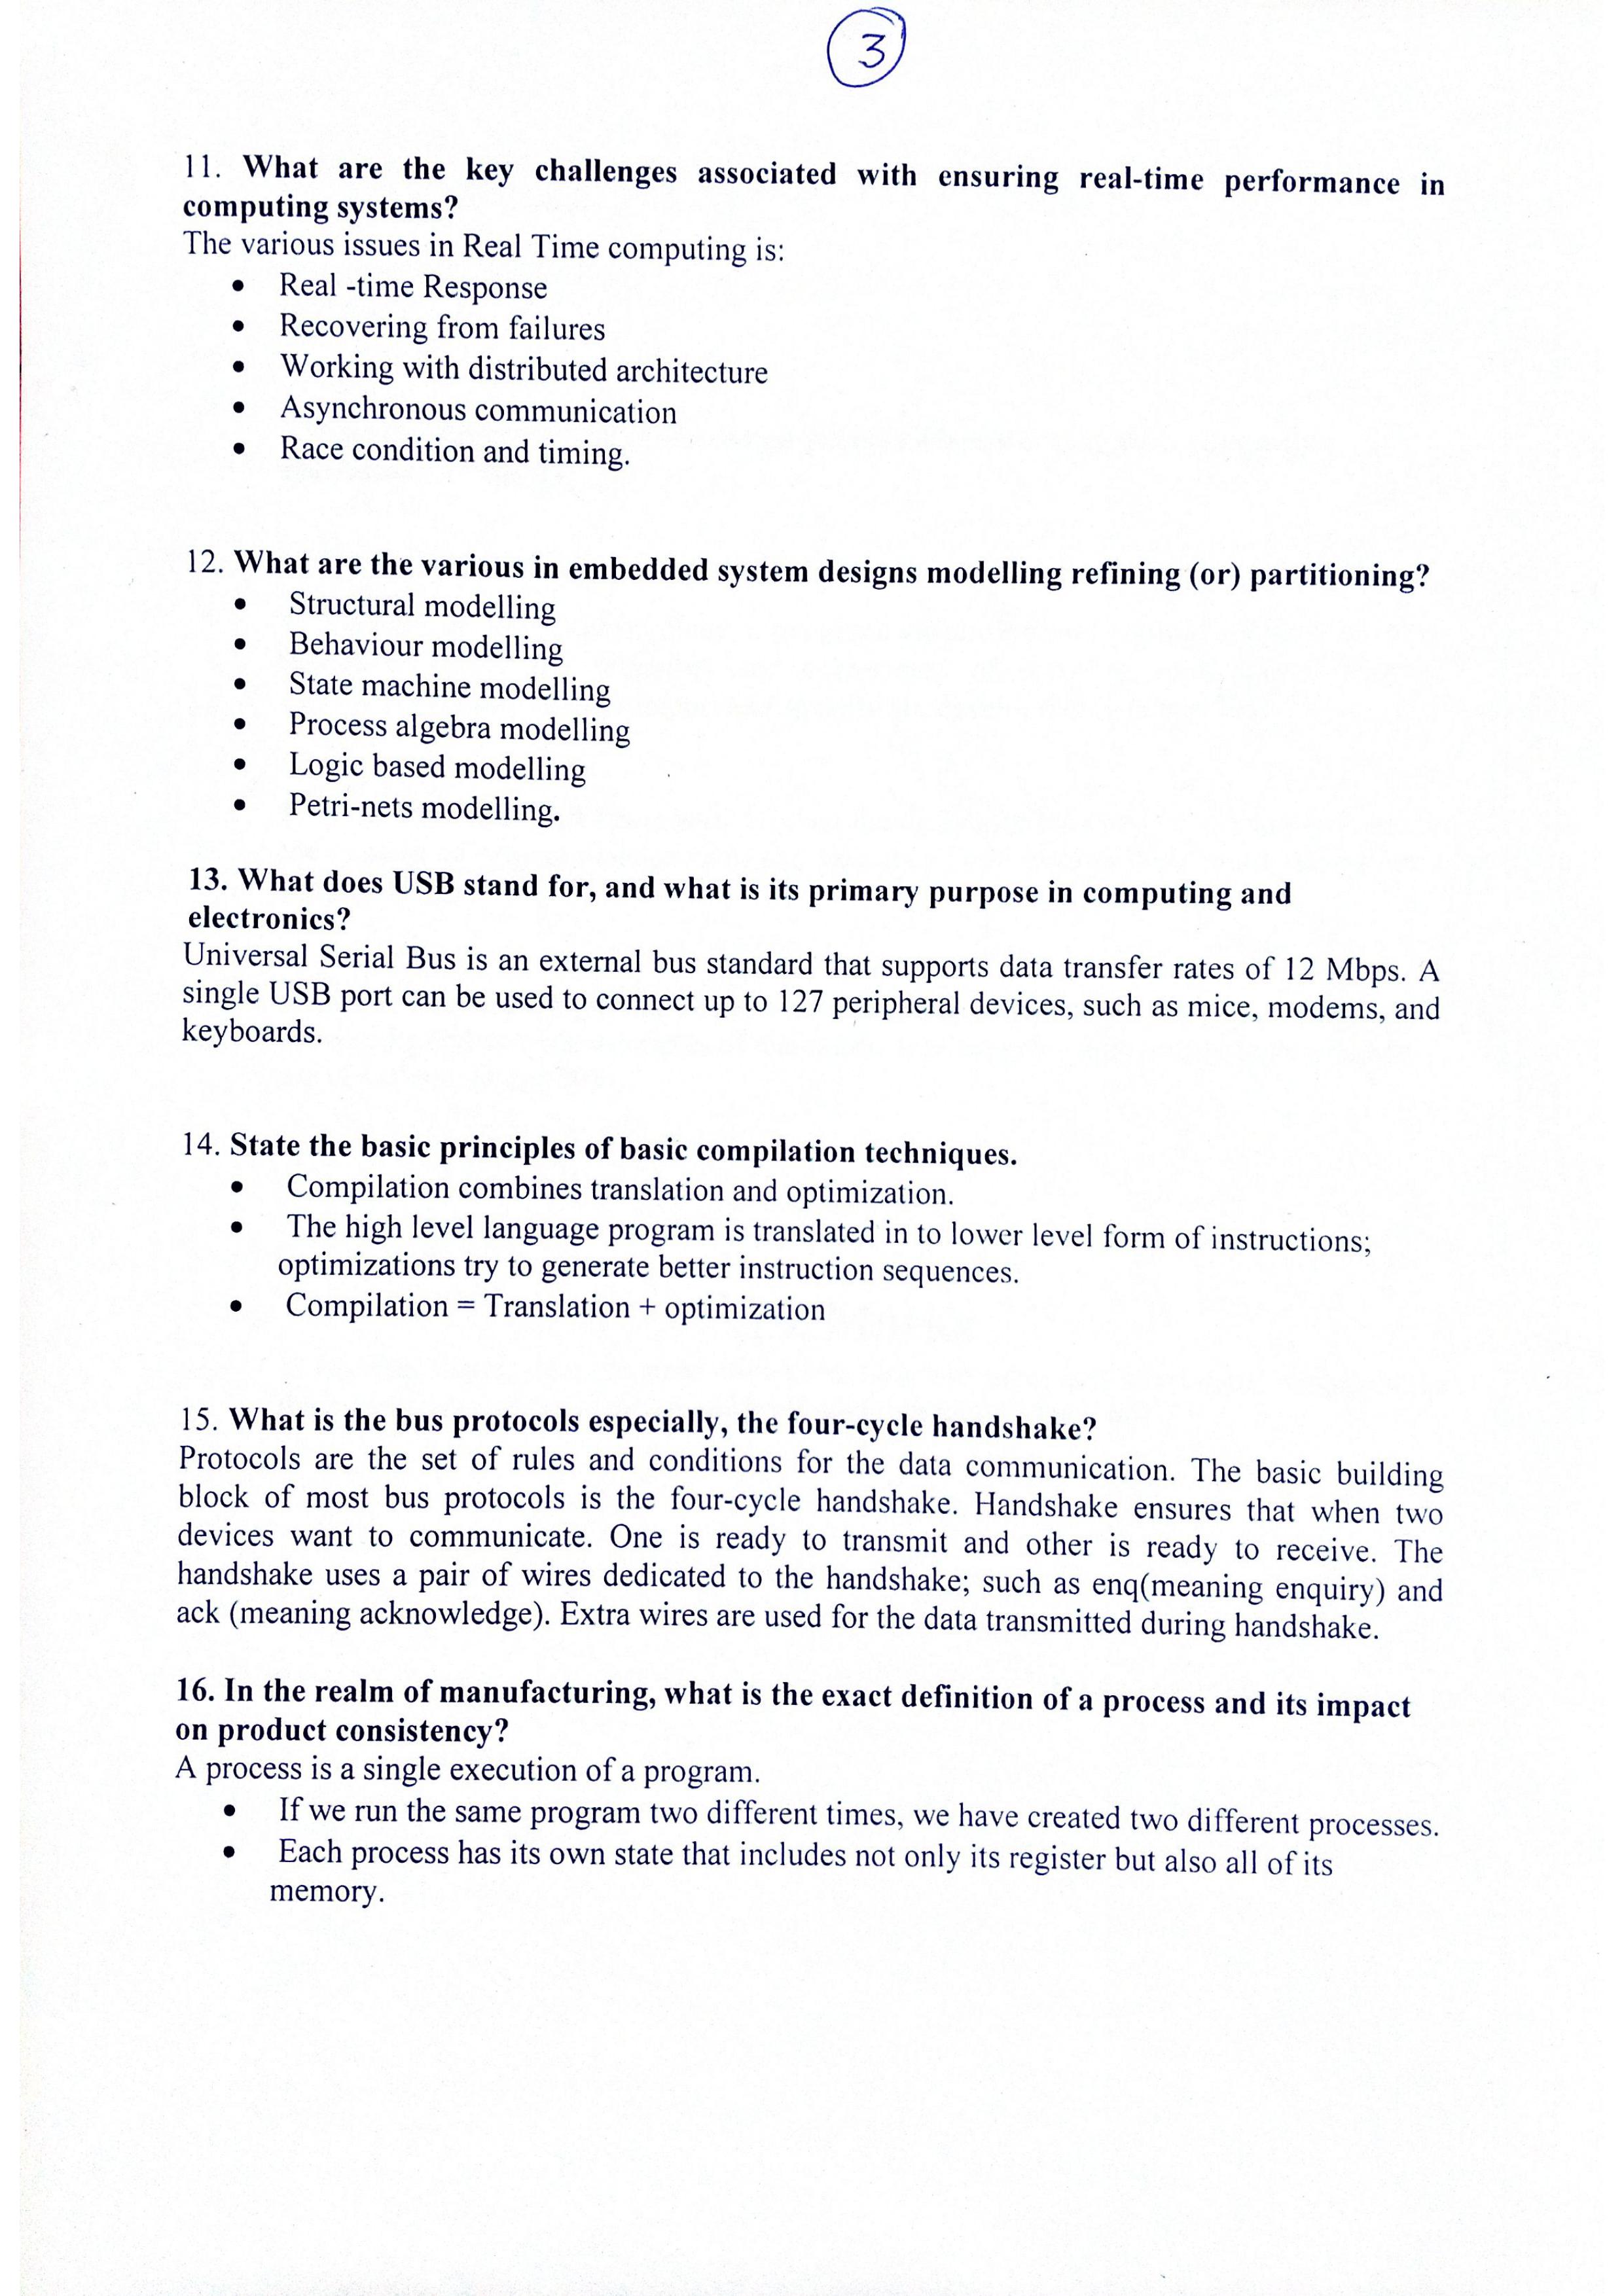 3
11. What are the key challenges associated with ensuring real-time performance in
computing systems?
The various issues in Real Time computing is:
• Real -time Response
• Recovering from failures
• Working with distributed architecture
• Asynchronous communication
• Race condition and timing.
12. What are the various in embedded system designs modelling refining (or) partitioning?
• Structural modelling
• Behaviour modelling
• State machine modelling
• Process algebra modelling
• Logic based modelling
• Petri-nets modelling.
13. What does USB stand for, and what is its primary purpose in computing and
electronics?
Universal Serial Bus is an external bus standard that supports data transfer rates of 12 Mbps. A
single USB port can be used to connect up to 127 peripheral devices, such as mice, modems, and
keyboards.
14. State the basic principles of basic compilation techniques.
• Compilation combines translation and optimization.
• The high level language program is translated in to lower level form of instructions;
optimizations try to generate better instruction sequences.
• Compilation = Translation + optimization
15. What is the bus protocols especially, the four-cycle handshake?
Protocols are the set of rules and conditions for the data communication. The basic building
block of most bus protocols is the four-cycle handshake. Handshake ensures that when two
devices want to communicate. One is ready to transmit and other is ready to receive. The
handshake uses a pair of wires dedicated to the handshake; such as enq(meaning enquiry) and
ack (meaning acknowledge). Extra wires are used for the data transmitted during handshake.
16. In the realm of manufacturing, what is the exact definition of a process and its impact
on product consistency?
A process is a single execution of a program.
• If we run the same program two different times, we have created two different processes.
• Each process has its own state that includes not only its register but also all of its
memory.